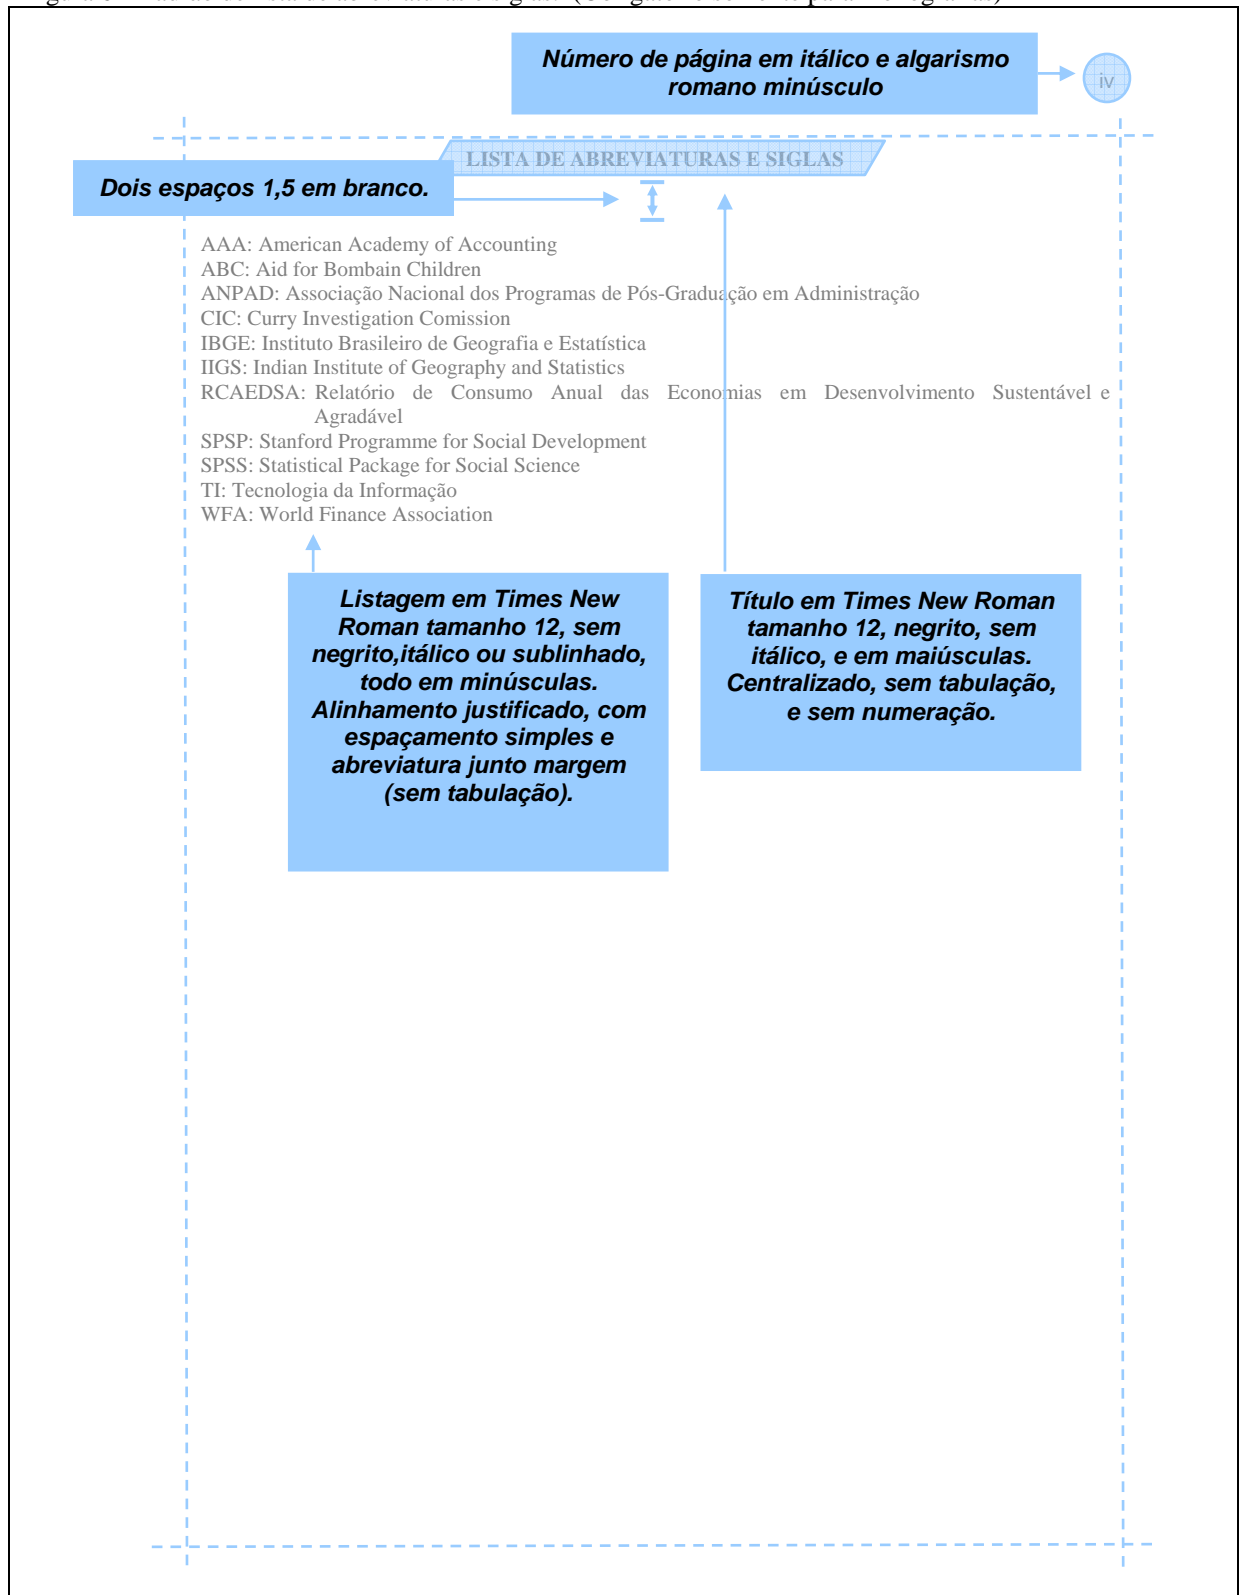 Número de página em itálico e algarismo
romano minúsculo
iv
LISTA DE ABREVIATURAS E SIGLAS
Dois espaços 1,5 em branco.
AAA: American Academy of Accounting
ABC: Aid for Bombain Children
ANPAD: Associação Nacional dos Programas de Pós-Graduação em Administração
CIC: Curry Investigation Comission
IBGE: Instituto Brasileiro de Geografia e Estatística
IIGS: Indian Institute of Geography and Statistics
RCAEDSA: Relatório de Consumo Anual das Economias em Desenvolvimento Sustentável e
Agradável
SPSP: Stanford Programme for Social Development
SPSS: Statistical Package for Social Science
TI: Tecnologia da Informação
WFA: World Finance Association
Listagem em Times New
Roman tamanho 12, sem
negrito,itálico ou sublinhado,
todo em minúsculas.
Alinhamento justificado, com
espaçamento simples e
abreviatura junto margem
(sem tabulação).
Título em Times New Roman
tamanho 12, negrito, sem
itálico, e em maiúsculas.
Centralizado, sem tabulação,
e sem numeração.